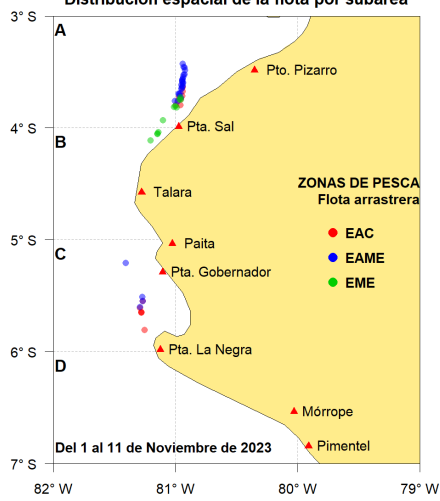 Distribución espacial de la flota por subárea
3° S
A
Pto. Pizarro
4° S
Pta. Sal
B
ZONAS DE PESCA
Flota arrastrera
Talara
EAC
5° S
Paita
C
EAME
Pta. Gobernador
EME
6° S
Pta. La Negra
D
Mórrope
Del 1 al 11 de Noviembre de 2023
Pimentel
7° S
82° W
81° W
80° W
79° W